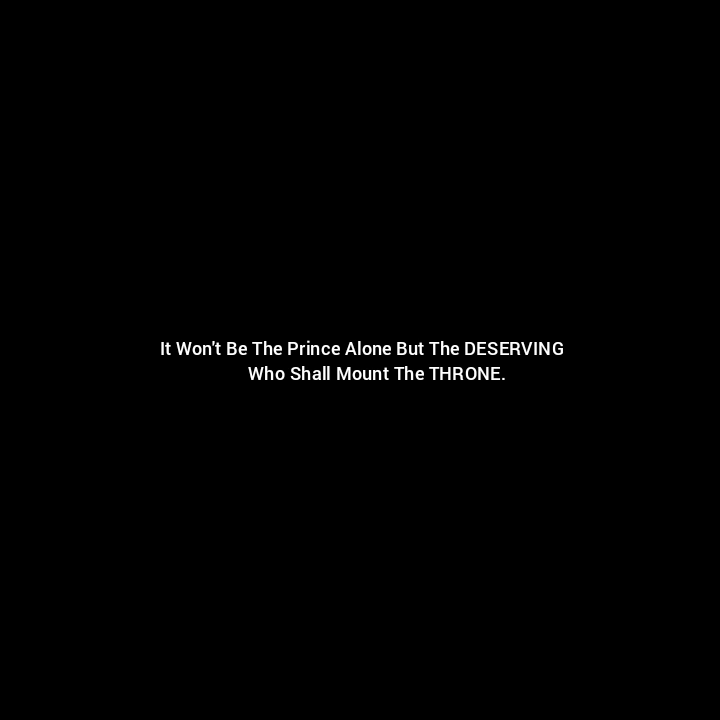 It Won't Be The Prince Alone But The DESERVING
Who Shall Mount The THRONE.